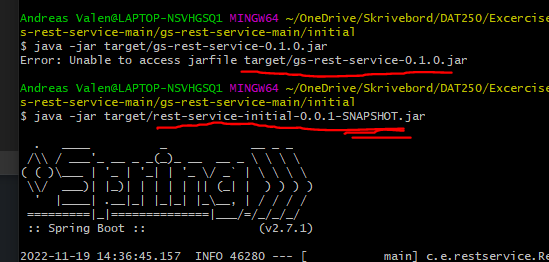 Andreas Valen@LAPTOP-NSVHGSQ1 MINGW64 ~/OneDrive/Skrivebord/DAT250/Excercise
s-rest-service-main/gs-rest-service-main/initial
$ java -jar target/gs-rest-service-0.1.0.jar
Error: Unable to access jarfile target/gs-rest-service-0.1.0.jar
Andreas Valen@LAPTOP-NSVHGSQ1 MINGW64 ~/OneDrive/Skrivebord/DAT250/Excercise
s-rest-service-main/gs-rest-service-main/initial
$ java -jar target/rest-service-initial-0.0.1-SNAPSHOT.jar
  .   ____          _            __ _ _
 /\\ / ___'_ __ _ _(_)_ __  __ _ \ \ \ \
( ( )\___ | '_ | '_| | '_ \/ _` | \ \ \ \
 \\/  ___)| |_)| | | | | || (_| |  ) ) ) )
  '  |____| .__|_| |_|_| |_\__, | / / / /
 =========|_|==============|___/=/_/_/_/
 :: Spring Boot ::                (v2.7.1)
2022-11-19 14:36:45.157  INFO 46280 --- [           main] c.e.restservice.Re